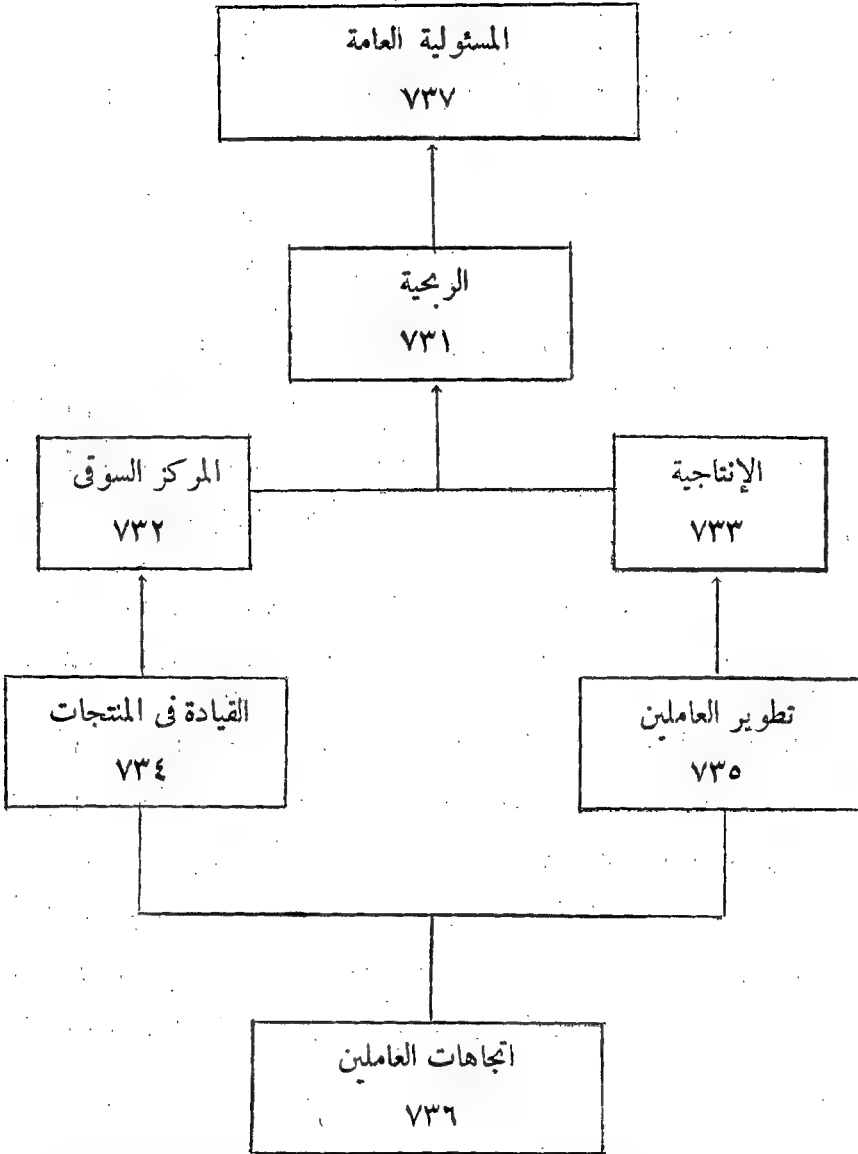 المسئولية العامة
٧٣٧
الربحية
٧٣١
الإنتاجية
٧٣٣
المركز السوقى
٧٣٢
تطوير العاملين
٧٣٥
القيادة فى المنتجات
٧٣٤
اتجاهات العاملين
٧٣٦